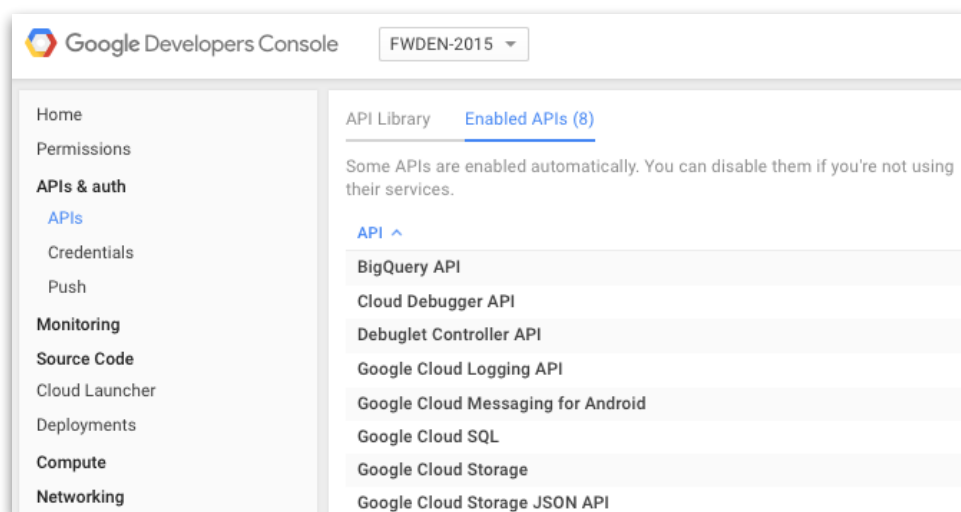 Google Developers Console
FWDEN-2015
Home
Permissions
APIs & auth
APIs
Credentials
Push
Monitoring
Source Code
Cloud Launcher
Deployments
Compute
Networking
API Library
Enabled APIs (8)
Some APIs are enabled automatically. You can disable them if you're not using
their services.
API
BigQuery API
Cloud Debugger API
Debuglet Controller API
Google Cloud Logging API
Google Cloud Messaging for Android
Google Cloud SQL
Google Cloud Storage
Google Cloud Storage JSON API